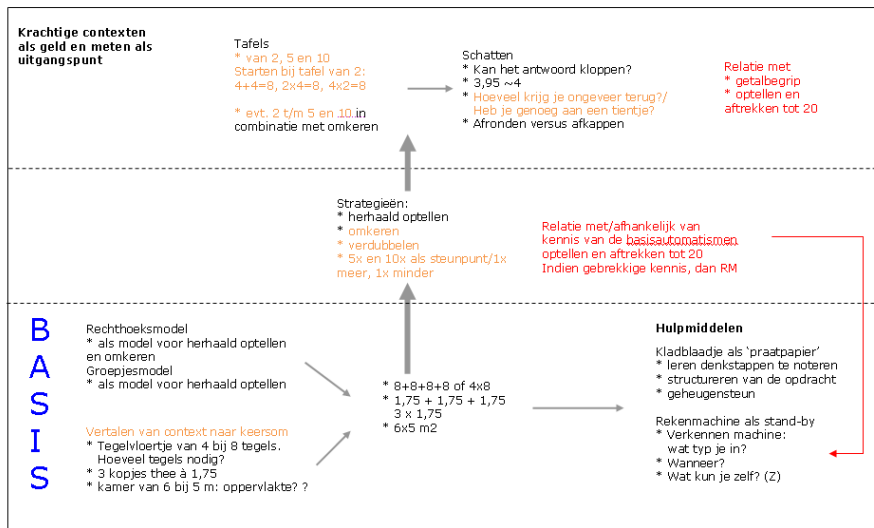 Krachtige contexten
als geld en meten als
uitgangspunt
Tafels
* van 2, 5 en 10
Starten bij tafel van 2:
4+4=8, 2x4=8, 4x2=8
* evt. 2 t/m 5 en 10 in
combinatie met omkeren
Schatten
* Kan het antwoord kloppen?
* 3,95 ~4
* Hoeveel krijg je ongeveer terug?/
Heb je genoeg aan een tientje?
* Afronden versus afkappen
Relatie met
* getalbegrip
* optellen en
aftrekken tot 20
Strategieën:
* herhaald optellen
* omkeren
* verdubbelen
* 5x en 10x als steunpunt/1x
meer, 1x minder
Relatie met/afhankelijk van
kennis van de basisautomatismen
optellen en aftrekken tot 20
Indien gebrekkige kennis, dan RM
B
A
S
I
S
Rechthoeksmodel
* als model voor herhaald optellen
en omkeren
Groepjesmodel
* als model voor herhaald optellen
Vertalen van context naar keersom
* Tegelvloertje van 4 bij 8 tegels.
Hoeveel tegels nodig?
* 3 kopjes thee à 1,75
* kamer van 6 bij 5 m: oppervlakte? ?
* 8+8+8+8 of 4x8
* 1,75 + 1,75 + 1,75
3 x 1,75
* 6x5 m2
Hulpmiddelen
Kladblaadje als ‘praatpapier’
* leren denkstappen te noteren
* structureren van de opdracht
* geheugensteun
Rekenmachine als stand-by
* Verkennen machine:
wat typ je in?
* Wanneer?
* Wat kun je zelf? (Z)